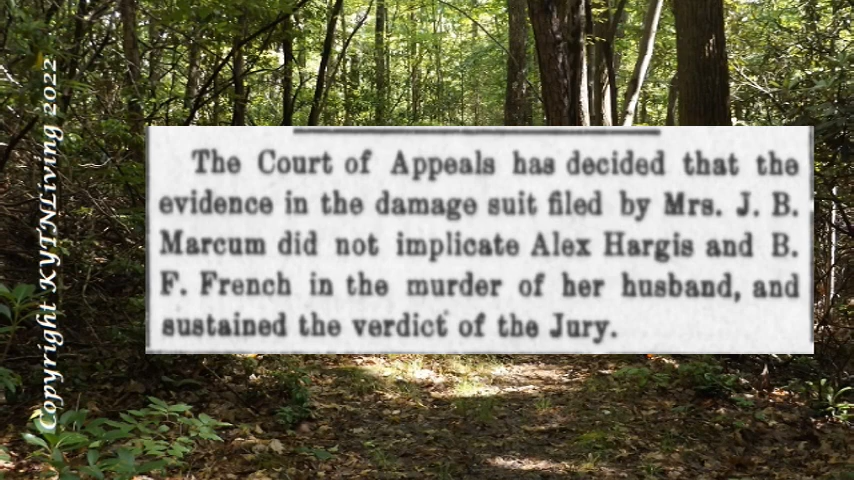 The Court of Appeals has decided that the
evidence in the damage suit filed by Mrs. J. B.
Marcum did not implicate Alex Hargis and B.
F. French in the murder of her husband, and
sustained the verdict of the Jury.
Copyright KYTNLiving 2022